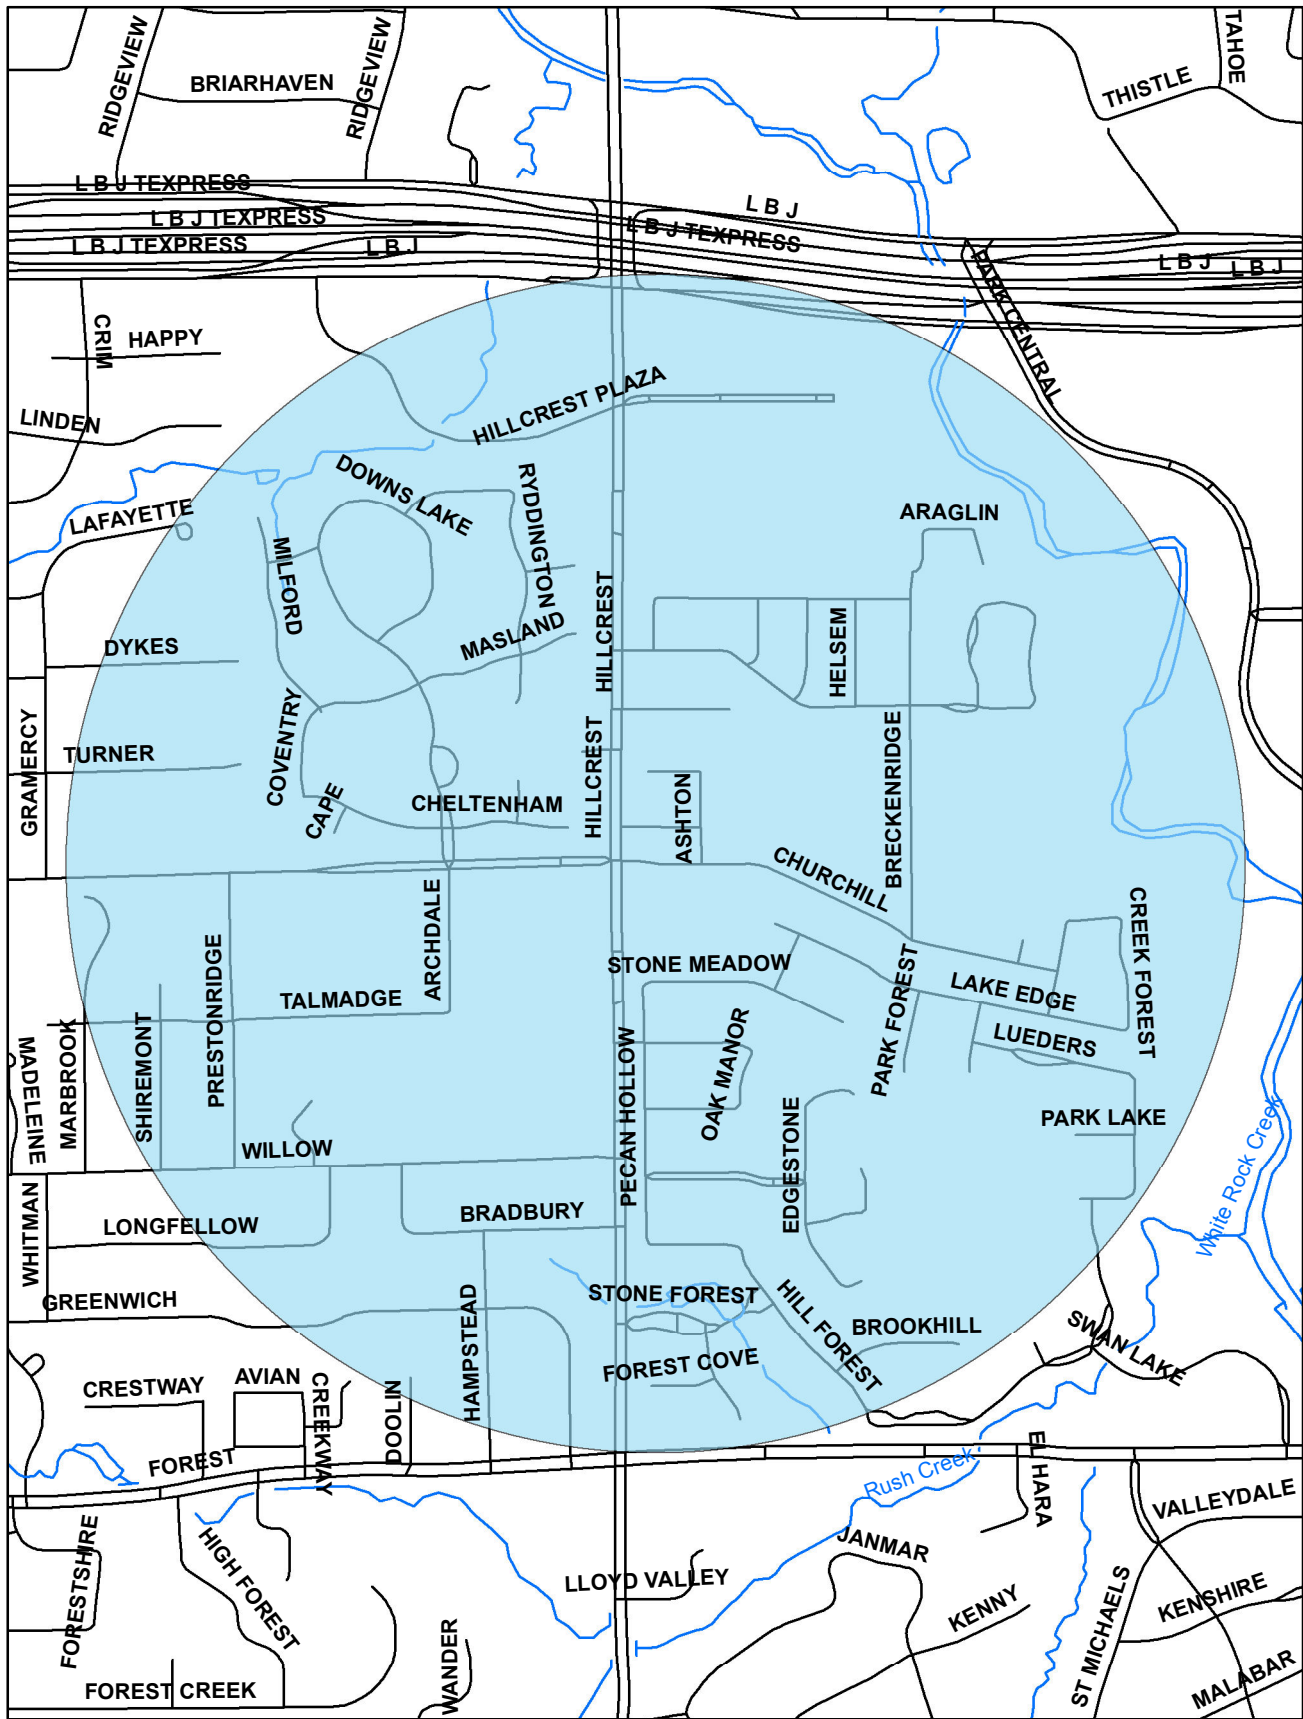 RIDGEVIEW
BRIARHAVEN
RIDGEVIEW
THISTLE
TAHOE
L B J TEXPRESS
L B J TEXPRESS
L B J TEXPRESS
L B J
L B J
L B J TEXPRESS
L B J
L B J
PARK CENTRAL
CRIM
HAPPY
LINDEN
HILLCREST PLAZA
DOWNS LAKE
RYDDINGTON
LAFAYETTE
ARAGLIN
MILFORD
HILLCREST
MASLAND
DYKES
HELSEM
COVENTRY
GRAMERCY
TURNER
HILLCREST
BRECKENRIDGE
CAPE
CHELTENHAM
ASHTON
CHURCHILL
ARCHDALE
CREEK FOREST
PRESTONRIDGE
STONE MEADOW
PARK FOREST
LAKE EDGE
TALMADGE
LUEDERS
MADELEINE
MARBROOK
SHIREMONT
OAK MANOR
PECAN HOLLOW
PARK LAKE
EDGESTONE
WILLOW
White Rock Creek
WHITMAN
LONGFELLOW
BRADBURY
GREENWICH
HAMPSTEAD
STONE FOREST
HILL FOREST
BROOKHILL
SWAN LAKE
FOREST COVE
CRESTWAY
AVIAN
CREEKWAY
DOOLIN
FOREST
EL HARA
Rush Creek
VALLEYDALE
FORESTSHIRE
HIGH FOREST
JANMAR
LLOYD VALLEY
KENNY
ST MICHAELS
KENSHIRE
WANDER
FOREST CREEK
MALABAR